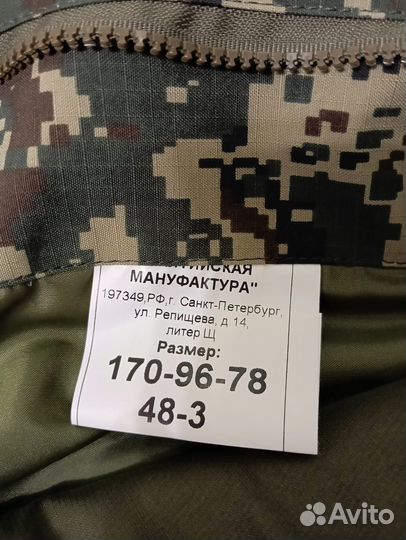 МАНУФАКТУРА"
197349,РФ,г. Санкт-Петербург,
ул. Репищева, д.14,
литер Щ
Размер:
170-96-78
48-3
Avito